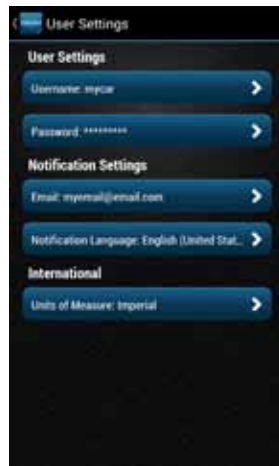 User Settings
User Settings
Username: mycar
Password: *********
Notification Settings
Email: myemail@email.com
Notification Language: English (United Stat...
International
Units of Measure: Imperial